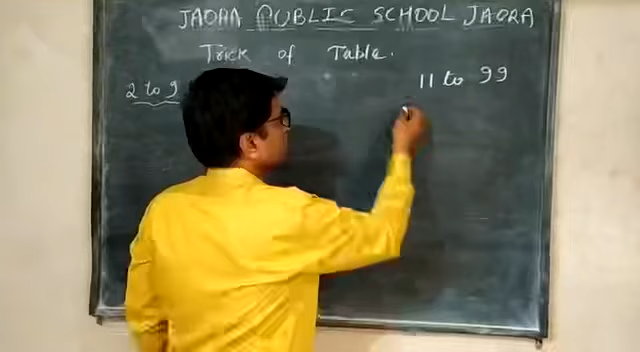 JAORA PUBLIC SCHOOL JAORA
Trick of Table.
2 to 9
11 to 99